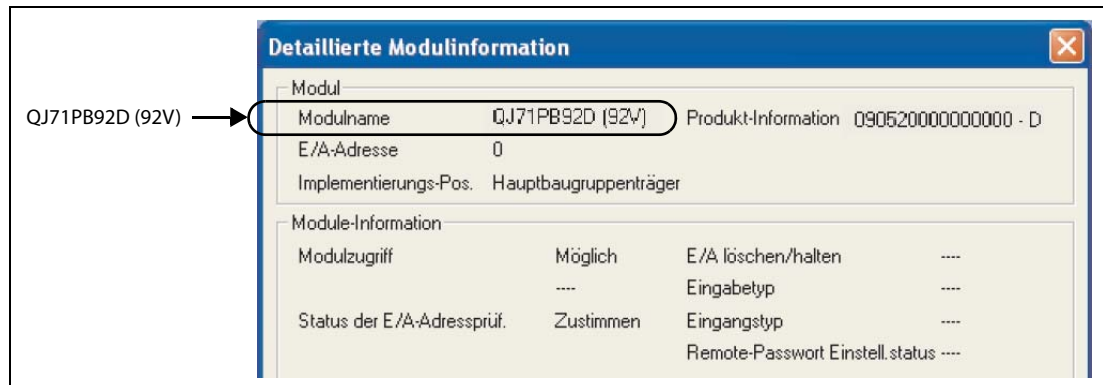 Detaillierte Modulinformation
Modul
QJ71PB92D (92V)
Modulname QJ71PB92D (92V) Produkt-Information 090520000000000 - D
E/A-Adresse 0
Implementierungs-Pos. Hauptbaugruppenträger
Module-Information
Modulzugriff Möglich E/A löschen/halten ----
---- Eingabetyp ----
Status der E/A-Adressprüf. Zustimmen Eingangstyp ----
Remote-Passwort Einstell.status ----